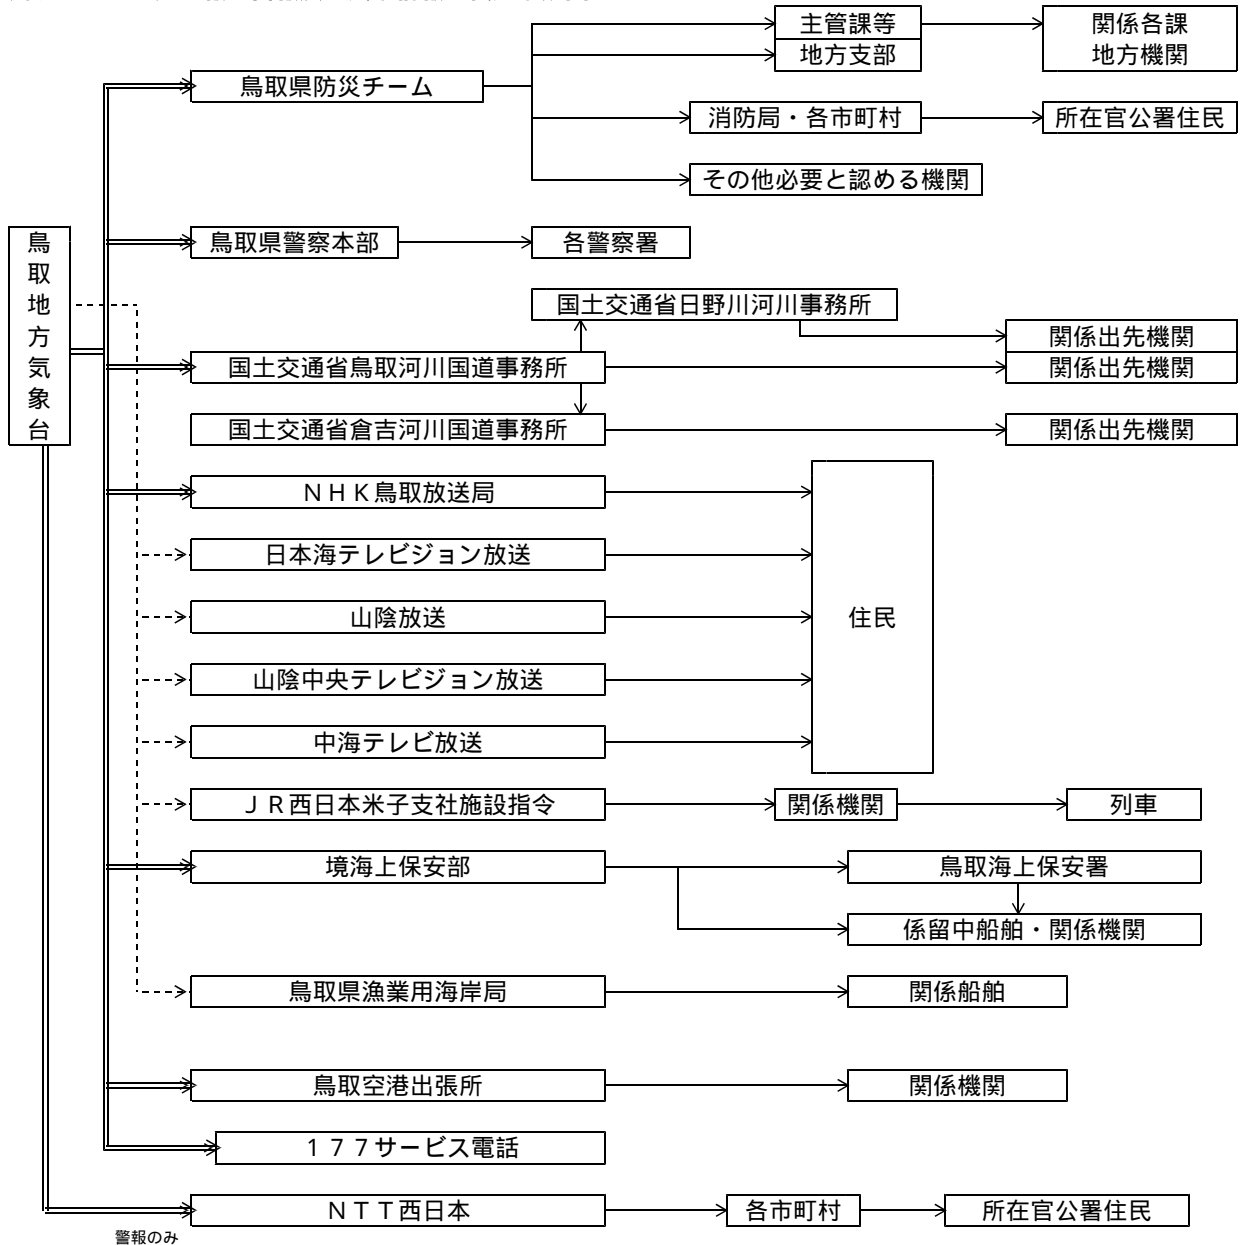 主管課等
関係各課
地方支部
地方機関
鳥取県防災チーム
消防局・各市町村
所在官公署住民
その他必要と認める機関
鳥取地方気象台
鳥取県警察本部
各警察署
国土交通省日野川河川事務所
関係出先機関
国土交通省鳥取河川国道事務所
関係出先機関
国土交通省倉吉河川国道事務所
関係出先機関
ＮＨＫ鳥取放送局
日本海テレビジョン放送
山陰放送
住民
山陰中央テレビジョン放送
中海テレビ放送
ＪＲ西日本米子支社施設指令
関係機関
列車
境海上保安部
鳥取海上保安署
係留中船舶・関係機関
鳥取県漁業用海岸局
関係船舶
鳥取空港出張所
関係機関
１７７サービス電話
ＮＴＴ西日本
各市町村
所在官公署住民
警報のみ